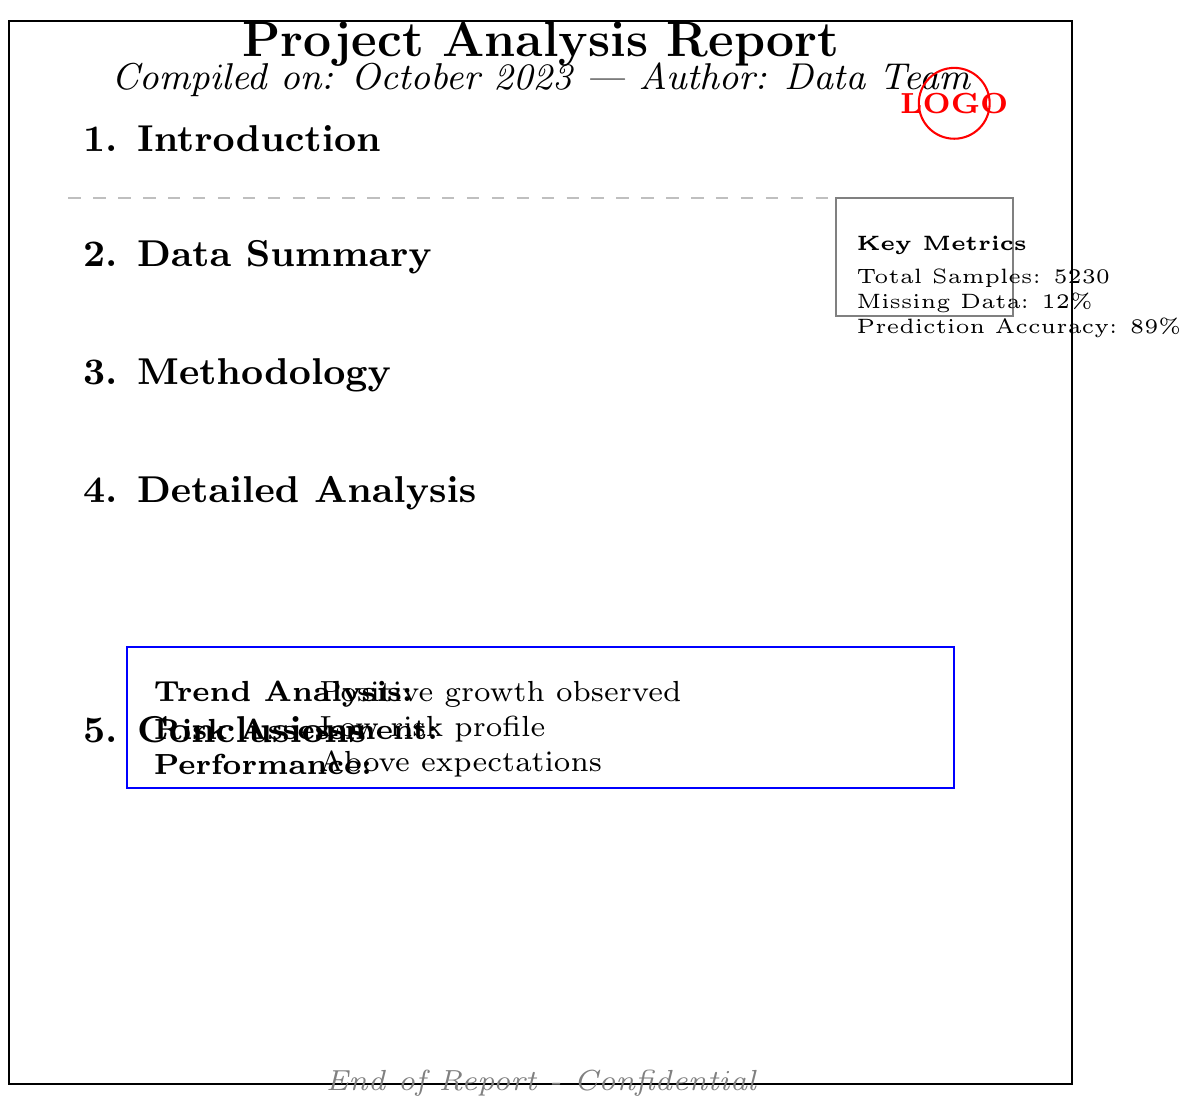 Project Analysis Report
Compiled on: October 2023 — Author: Data Team
LOGO
1. Introduction
2. Data Summary
Key Metrics
Total Samples: 5230
Missing Data: 12%
Prediction Accuracy: 89%
3. Methodology
4. Detailed Analysis
Trend Analysis: Positive growth observed
5. Conclusions
Risk Assessment: Low risk profile
Performance: Above expectations
End of Report - Confidential